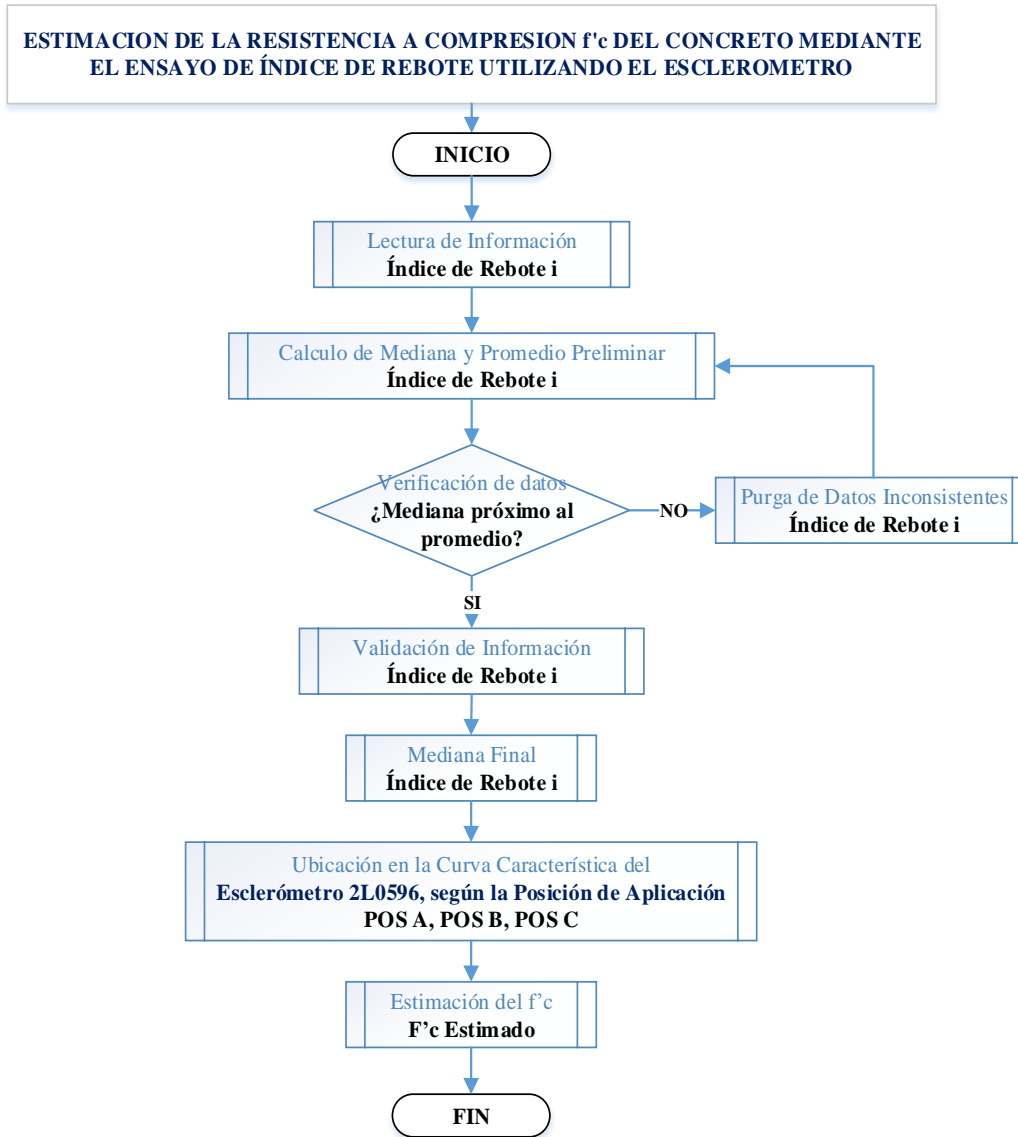 ESTIMACION DE LA RESISTENCIA A COMPRESION f'c DEL CONCRETO MEDIANTE
EL ENSAYO DE ÍNDICE DE REBOTE UTILIZANDO EL ESCLEROMETRO
INICIO
Lectura de Información
Índice de Rebote i
Calculo de Mediana y Promedio Preliminar
Índice de Rebote i
Verificación de datos
¿Mediana próximo al
promedio?
NO
Purga de Datos Inconsistentes
Índice de Rebote i
SI
Validación de Información
Índice de Rebote i
Mediana Final
Índice de Rebote i
Ubicación en la Curva Característica del
Esclerómetro 2L0596, según la Posición de Aplicación
POS A, POS B, POS C
Estimación del f’c
F’c Estimado
FIN